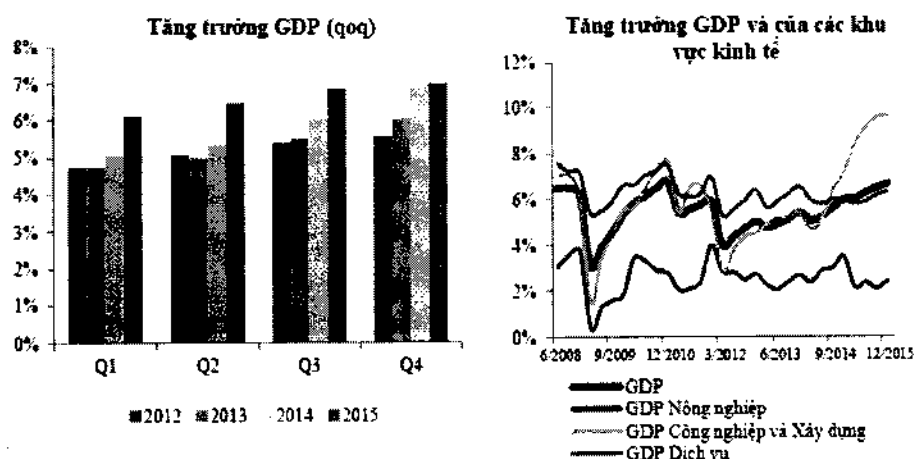 Tăng trưởng GDP (qoq)
8%
7%
6%
5%
4%
3%
2%
1%
0%
Q1 Q2 Q3 Q4
2012 2013 2014 2015
Tăng trưởng GDP và của các khu
vực kinh tế
12%
10%
8%
6%
4%
2%
0%
6/2008 9/2009 12/2010 3/2012 6/2013 9/2014 12/2015
GDP
GDP Nông nghiệp
GDP Công nghiệp và Xây dựng
GDP Dịch vụ